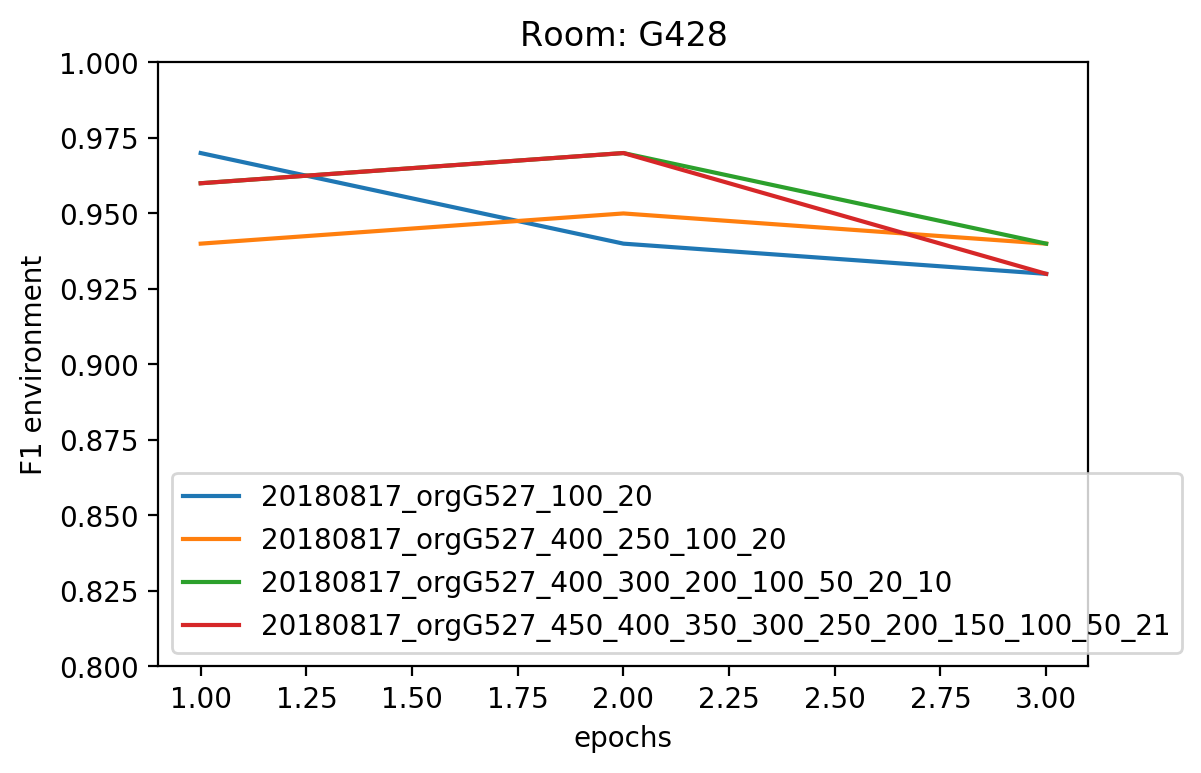 Room: G428
1.000
0.975
0.950
0.925
0.900
0.875
0.850
0.825
0.800
F1 environment
20180817_orgG527_100_20
20180817_orgG527_400_250_100_20
20180817_orgG527_400_300_200_100_50_20_10
20180817_orgG527_450_400_350_300_250_200_150_100_50_21
1.00 1.25 1.50 1.75 2.00 2.25 2.50 2.75 3.00
epochs